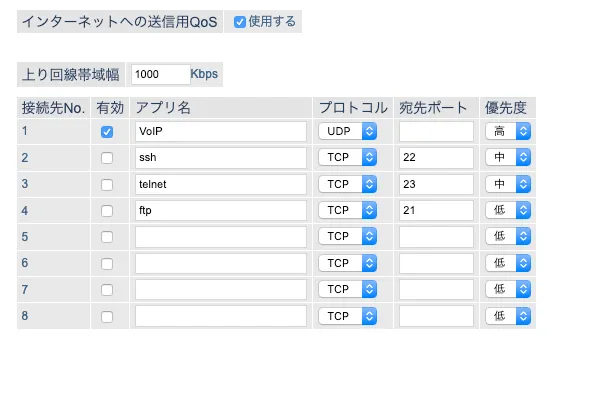 インターネットへの送信用QoS 使用する
上り回線帯域幅 1000 Kbps
接続先No. 有効 アプリ名 プロトコル 宛先ポート 優先度
1 VoIP UDP 高
2 ssh TCP 22 中
3 telnet TCP 23 中
4 ftp TCP 21 低
5 TCP 低
6 TCP 低
7 TCP 低
8 TCP 低